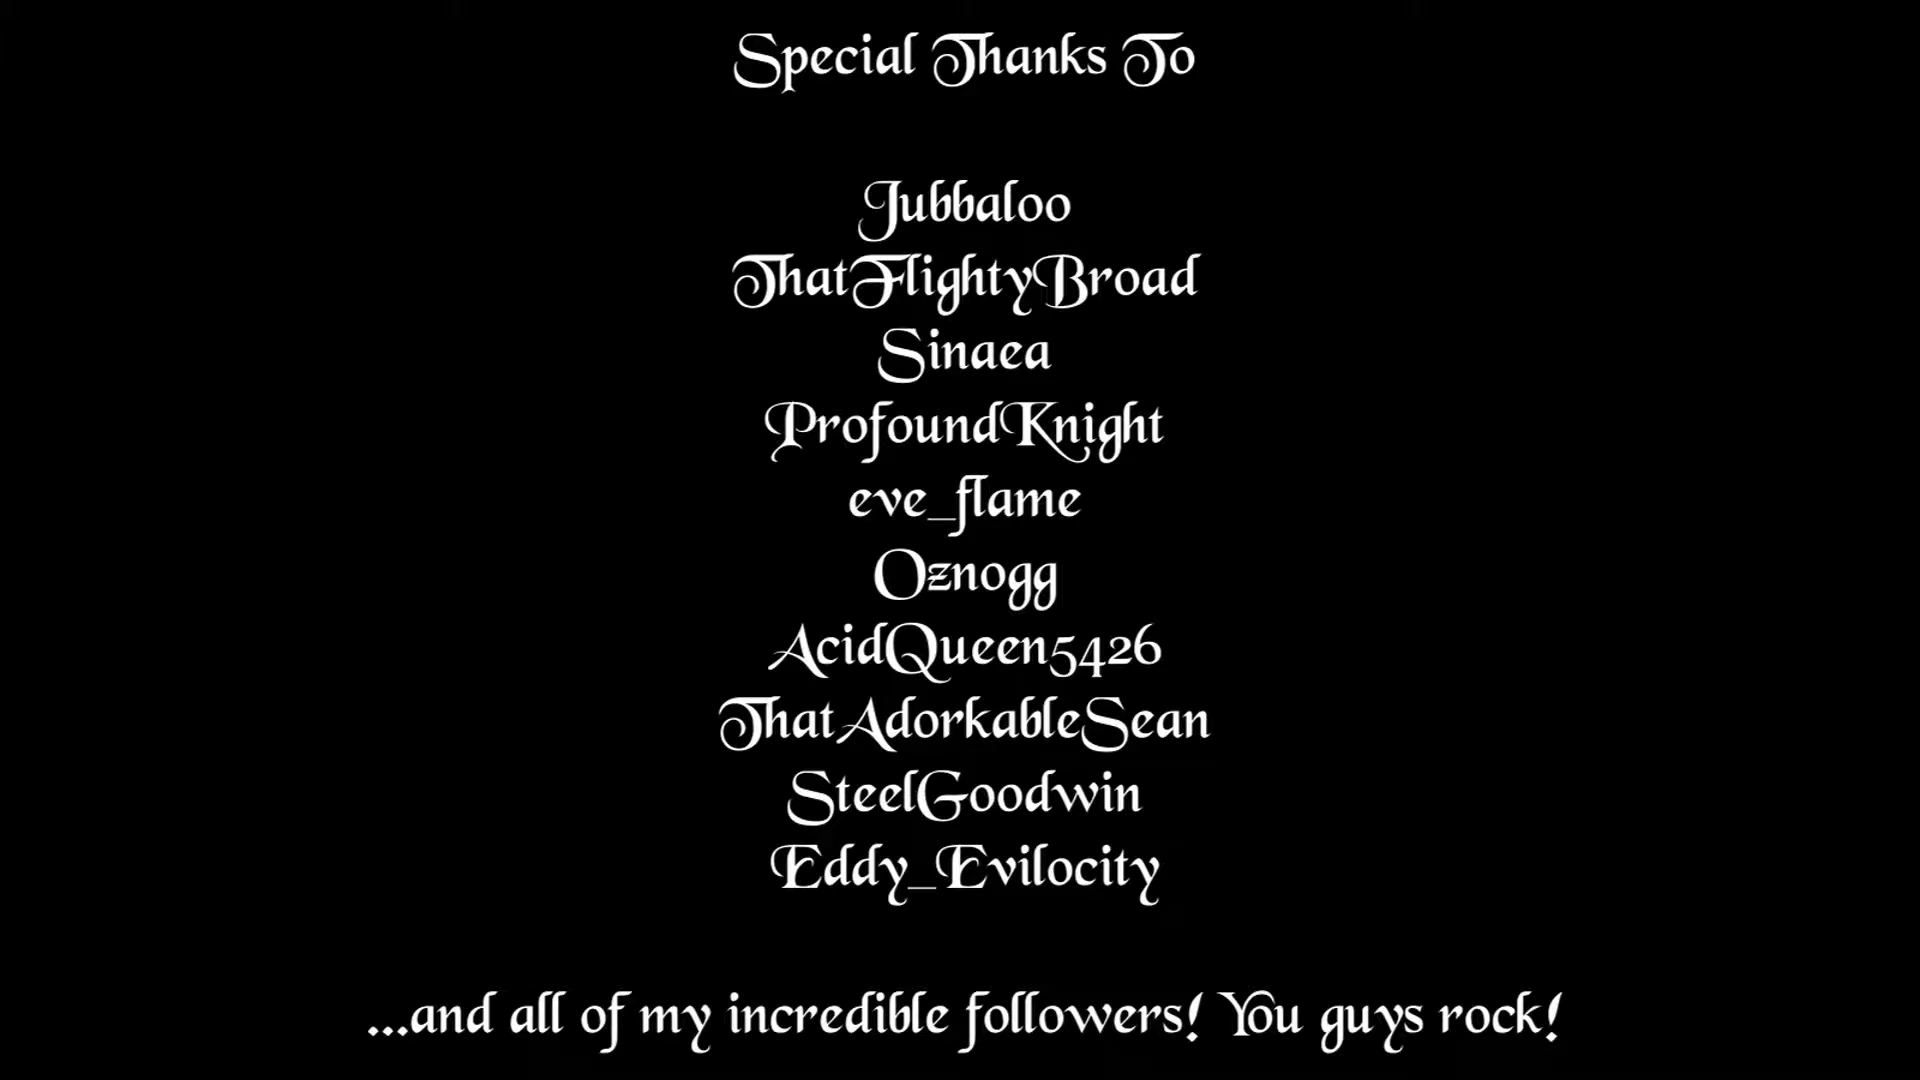 Special Thanks To
Jubbaloo
ThatFlightyBroad
Sinaea
ProfoundKnight
eve_flame
Oznogg
AcidQueen5426
ThatAdorkableSean
SteelGoodwin
Eddy_Evilocity
...and all of my incredible followers! You guys rock!